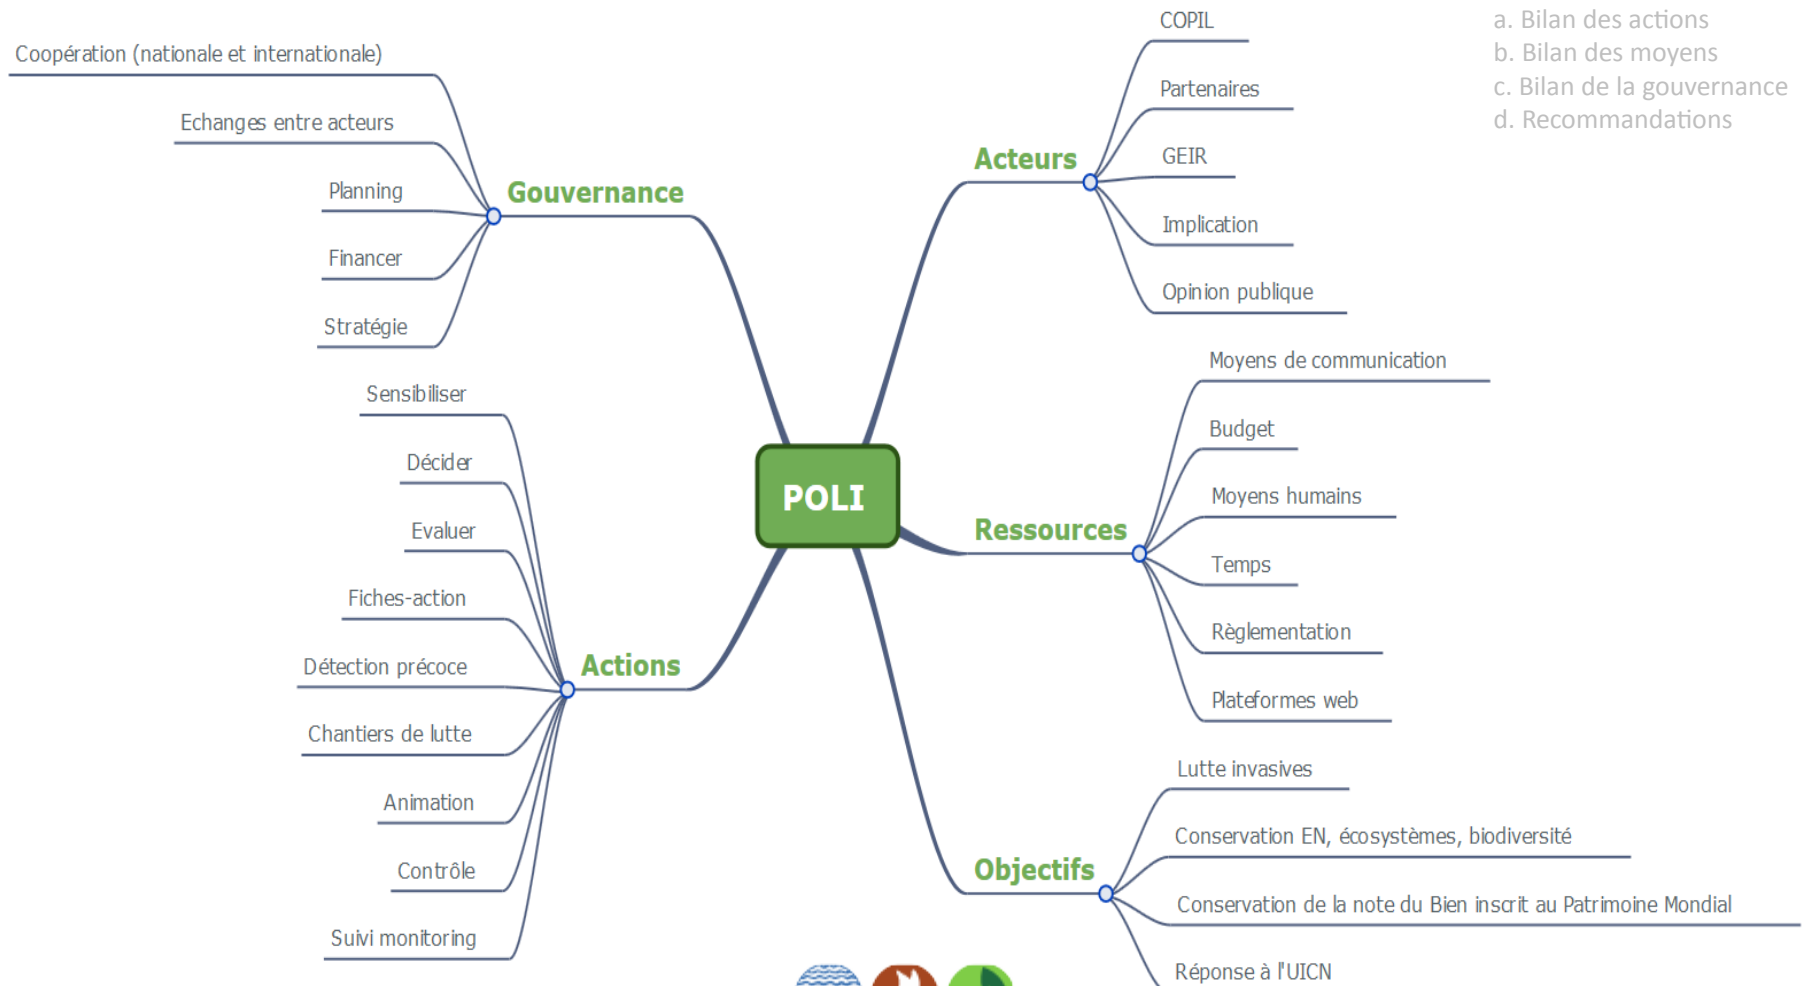 a. Bilan des actions
b. Bilan des moyens
c. Bilan de la gouvernance
d. Recommandations
Gouvernance
Coopération (nationale et internationale)
Echanges entre acteurs
Planning
Financer
Stratégie
Actions
Sensibiliser
Décider
Evaluer
Fiches-action
Détection précoce
Chantiers de lutte
Animation
Contrôle
Suivi monitoring
POLI
Acteurs
COPIL
Partenaires
GEIR
Implication
Opinion publique
Ressources
Moyens de communication
Budget
Moyens humains
Temps
Règlementation
Plateformes web
Objectifs
Lutte invasives
Conservation EN, écosystèmes, biodiversité
Conservation de la note du Bien inscrit au Patrimoine Mondial
Réponse à l'UICN